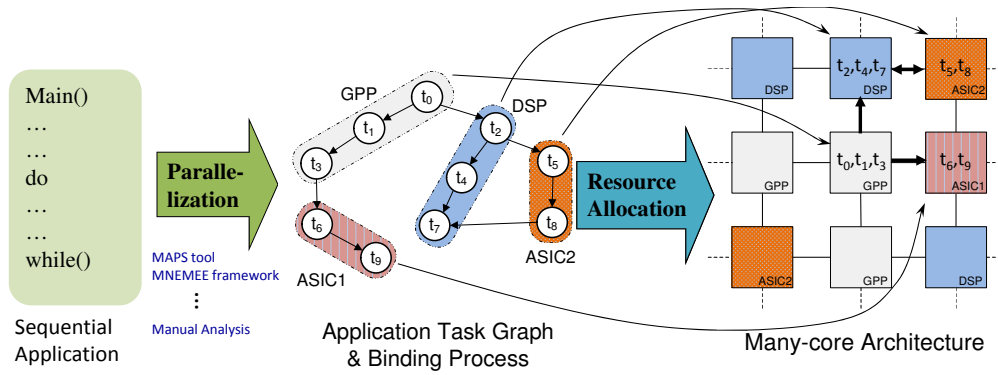 Main()
…
…
do
…
…
while()
Sequential
Application
Paralle-
lization
MAPS tool
MNEMEE framework
⋮
Manual Analysis
GPP
t0
t1
t3
DSP
t2
t4
t7
t5
t8
ASIC2
t6
t9
ASIC1
Application Task Graph
& Binding Process
Resource
Allocation
DSP
t2,t4,t7
DSP
t5,t8
ASIC2
GPP
t0,t1,t3
GPP
t6,t9
ASIC1
ASIC2
GPP
DSP
Many-core Architecture